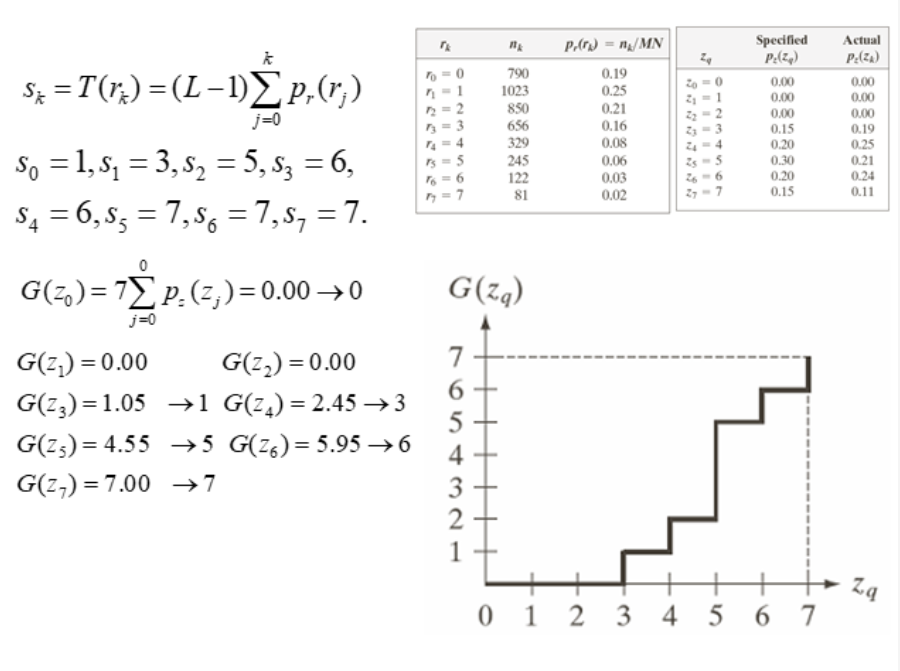 s_k = T(r_k) = (L − 1) ∑_{j=0}^{k} p_r(r_j)
s_0 = 1, s_1 = 3, s_2 = 5, s_3 = 6,
s_4 = 6, s_5 = 7, s_6 = 7, s_7 = 7.
r_k n_k p_r(r_k) = n_k/MN
r_0 = 0 790 0.19
r_1 = 1 1023 0.25
r_2 = 2 850 0.21
r_3 = 3 656 0.16
r_4 = 4 329 0.08
r_5 = 5 245 0.06
r_6 = 6 122 0.03
r_7 = 7 81 0.02
Specified Actual
z_q p_z(z_q) p_z(z_k)
z_0 = 0 0.00 0.00
z_1 = 1 0.00 0.00
z_2 = 2 0.00 0.00
z_3 = 3 0.15 0.19
z_4 = 4 0.20 0.25
z_5 = 5 0.30 0.21
z_6 = 6 0.20 0.24
z_7 = 7 0.15 0.11
G(z_0) = 7 ∑_{j=0}^{0} p_z(z_j) = 0.00 → 0
G(z_1) = 0.00 G(z_2) = 0.00
G(z_3) = 1.05 → 1 G(z_4) = 2.45 → 3
G(z_5) = 4.55 → 5 G(z_6) = 5.95 → 6
G(z_7) = 7.00 → 7
G(z_q)
7
6
5
4
3
2
1
0 1 2 3 4 5 6 7
z_q